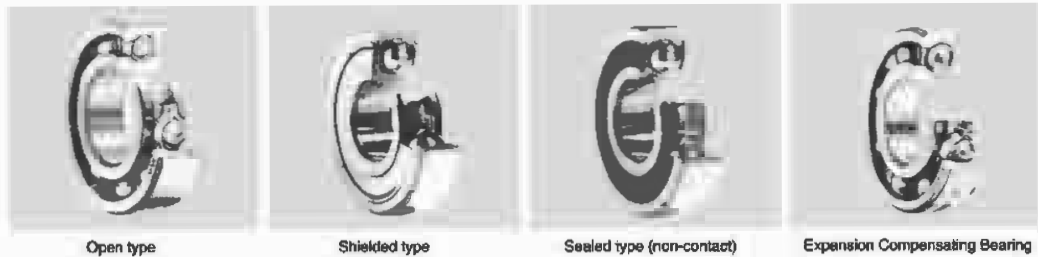 Open type
Shielded type
Sealed type (non-contact)
Expansion Compensating Bearing